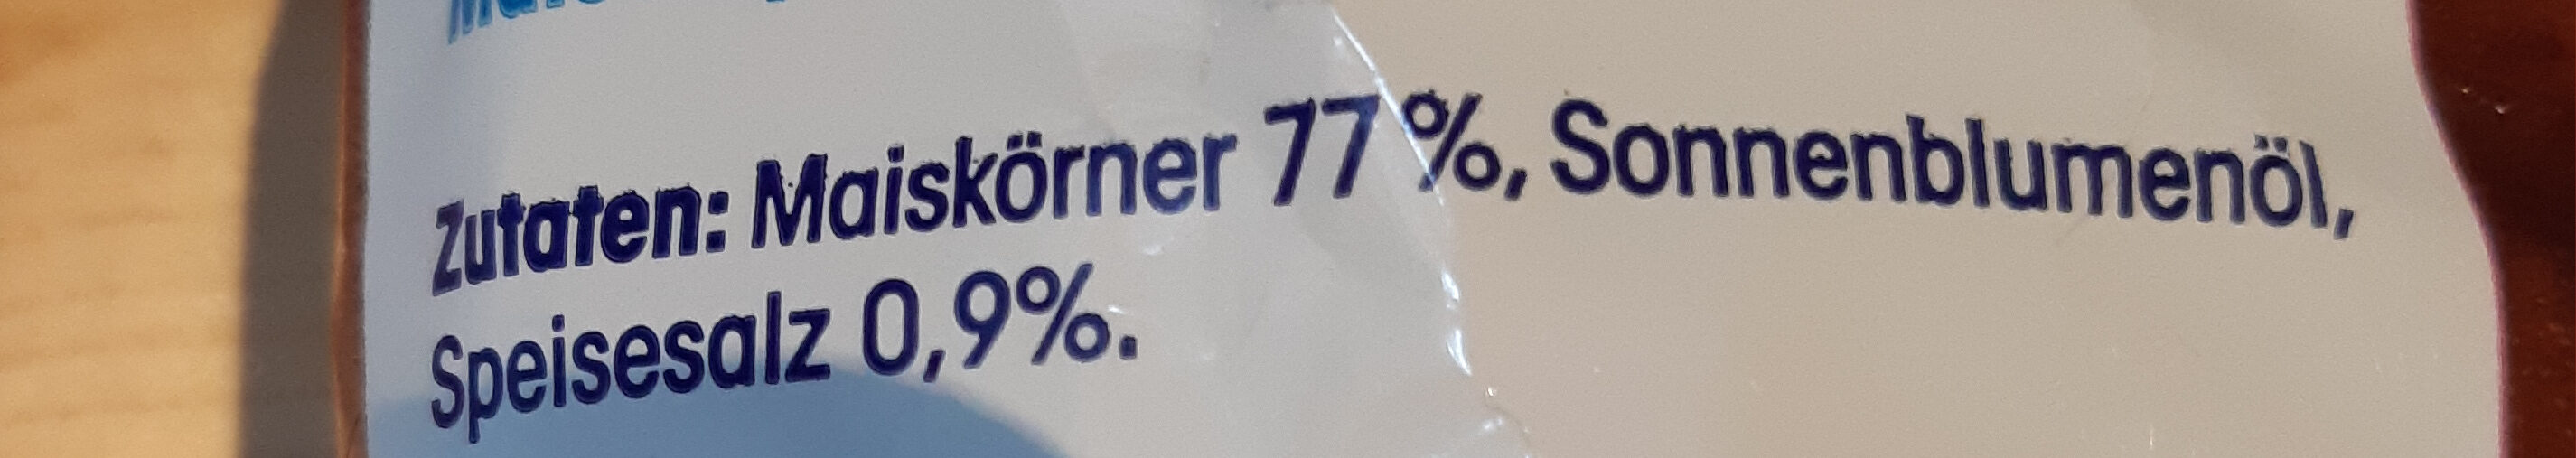 Zutaten: Maiskörner 77 %, Sonnenblumenöl,
Speisesalz 0,9%.